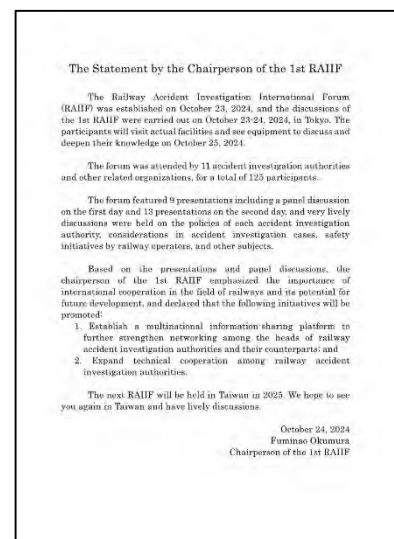 The Statement by the Chairperson of the 1st RAIIF
The Railway Accident Investigation International Forum
(RAIIF) was established on October 23, 2024, and the discussions of
the 1st RAIIF were carried out on October 23-24, 2024, in Tokyo. The
participants will visit actual facilities and see equipment to discuss and
deepen their knowledge on October 25, 2024.
The forum was attended by 11 accident investigation authorities
and other related organizations, for a total of 125 participants.
The forum featured 9 presentations including a panel discussion
on the first day and 13 presentations on the second day, and very lively
discussions were held on the policies of each accident investigation
authority, considerations in accident investigation cases, safety
initiatives by railway operators, and other subjects.
Based on the presentations and panel discussions, the
chairperson of the 1st RAIIF emphasized the importance of
international cooperation in the field of railways and its potential for
future development, and declared that the following initiatives will be
promoted:
1. Establish a multinational information-sharing platform to
further strengthen networking among the heads of railway
accident investigation authorities and their counterparts; and
2. Expand technical cooperation among railway accident
investigation authorities.
The next RAIIF will be held in Taiwan in 2025. We hope to see
you again in Taiwan and have lively discussions.
October 24, 2024
Fuminao Okumura
Chairperson of the 1st RAIIF